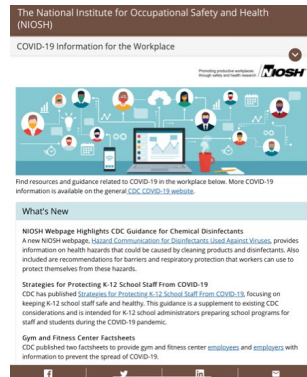 The National Institute for Occupational Safety and Health
(NIOSH)
COVID-19 Information for the Workplace
Promoting productive workplaces
through safety and health research
NIOSH
Find resources and guidance related to COVID-19 in the workplace below. More COVID-19
information is available on the general CDC COVID-19 website.
What's New
NIOSH Webpage Highlights CDC Guidance for Chemical Disinfectants
A new NIOSH webpage, Hazard Communication for Disinfectants Used Against Viruses, provides
information on health hazards that could be caused by cleaning products and disinfectants. Also
included are recommendations for barriers and respiratory protection that workers can use to
protect themselves from these hazards.
Strategies for Protecting K-12 School Staff From COVID-19
CDC has published Strategies for Protecting K-12 School Staff From COVID-19, focusing on
keeping K-12 school staff safe and healthy. This guidance is a supplement to existing CDC
considerations and is intended for K-12 school administrators preparing school programs for
staff and students during the COVID-19 pandemic.
Gym and Fitness Center Factsheets
CDC published two factsheets to provide gym and fitness center employees and employers with
information to prevent the spread of COVID-19.